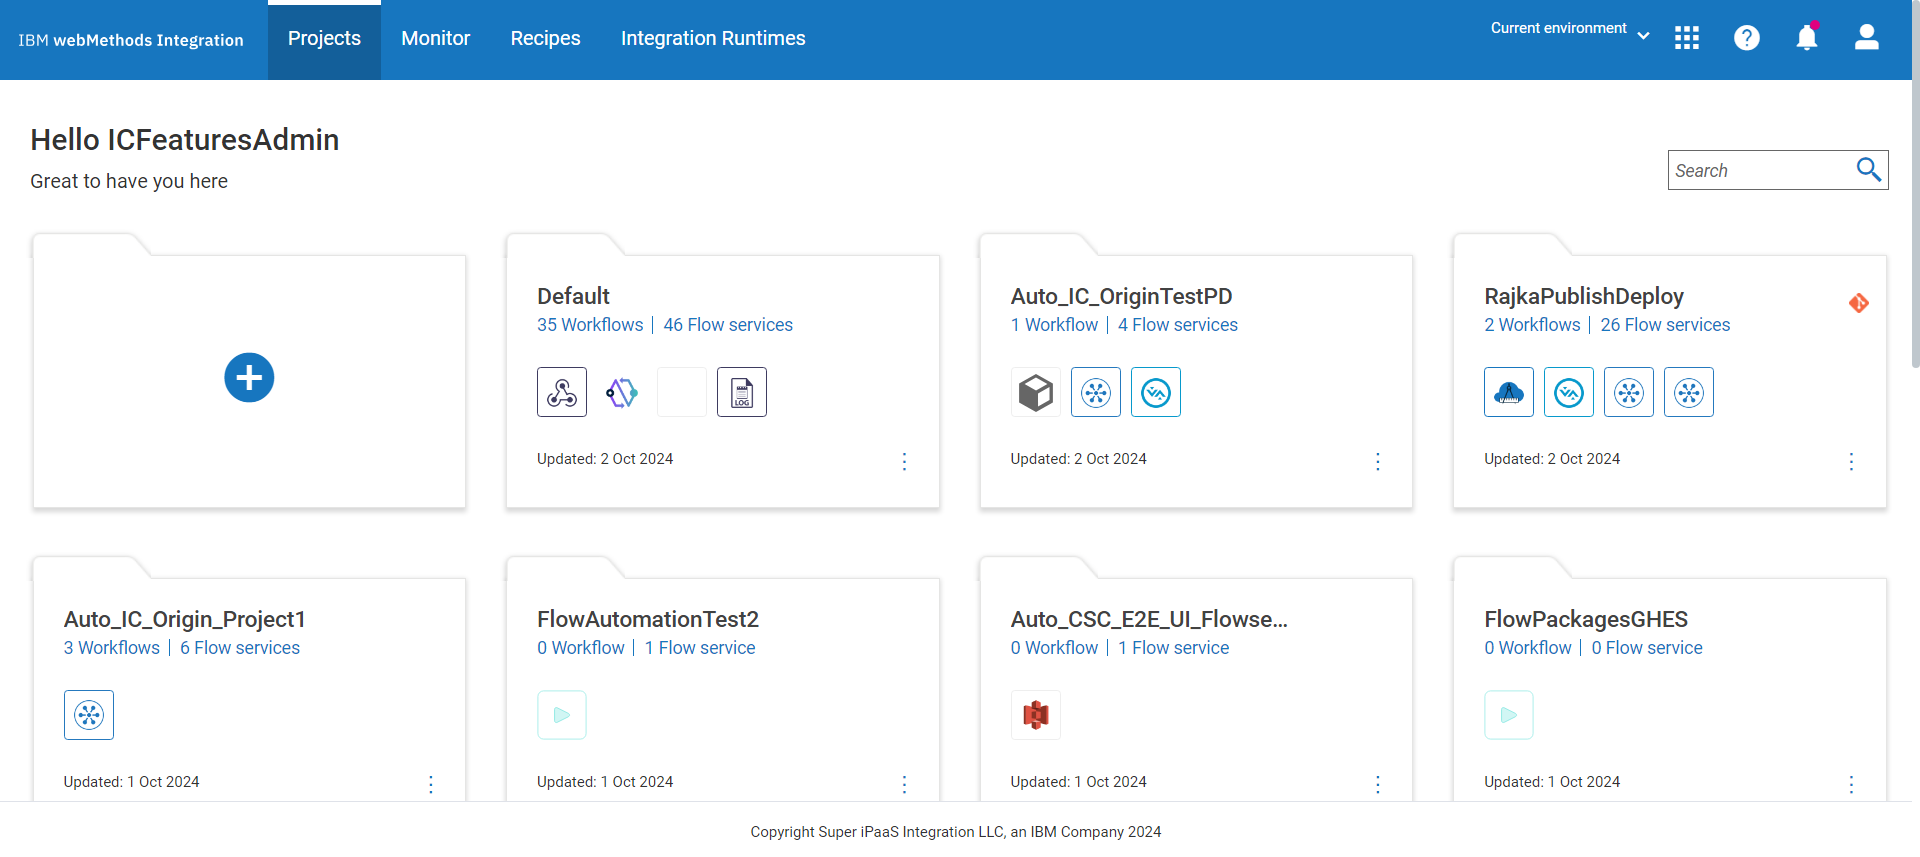 IBM webMethods Integration
Projects
Monitor
Recipes
Integration Runtimes
Current environment
?
Hello ICFeaturesAdmin
Great to have you here
Search
Default
35 Workflows | 46 Flow services
LOG
Updated: 2 Oct 2024
Auto_IC_OriginTestPD
1 Workflow | 4 Flow services
Updated: 2 Oct 2024
RajkaPublishDeploy
2 Workflows | 26 Flow services
Updated: 2 Oct 2024
Auto_IC_Origin_Project1
3 Workflows | 6 Flow services
Updated: 1 Oct 2024
FlowAutomationTest2
0 Workflow | 1 Flow service
Updated: 1 Oct 2024
Auto_CSC_E2E_UI_Flowse...
0 Workflow | 1 Flow service
Updated: 1 Oct 2024
FlowPackagesGHES
0 Workflow | 0 Flow service
Updated: 1 Oct 2024
Copyright Super iPaaS Integration LLC, an IBM Company 2024